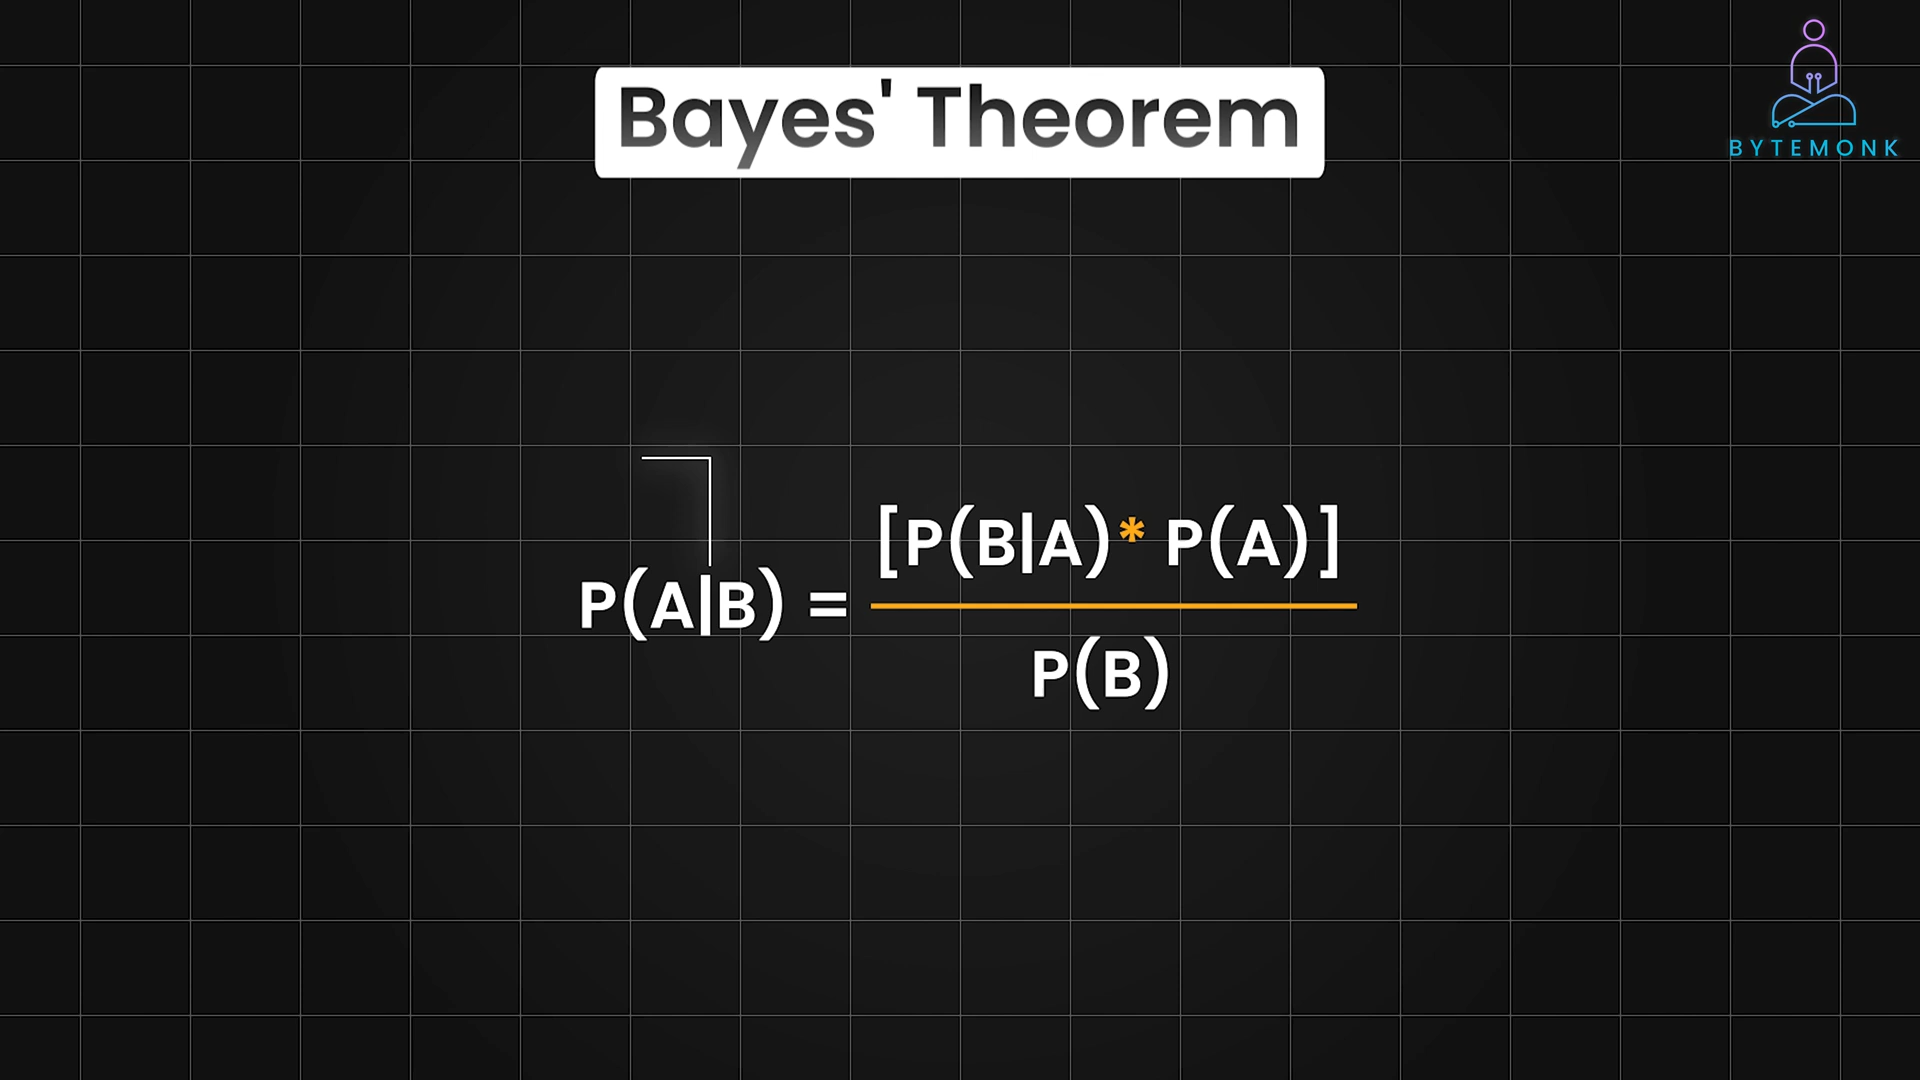 Bayes' Theorem
BYTEMONK
[P(B|A)* P(A)]
P(A|B) =
P(B)